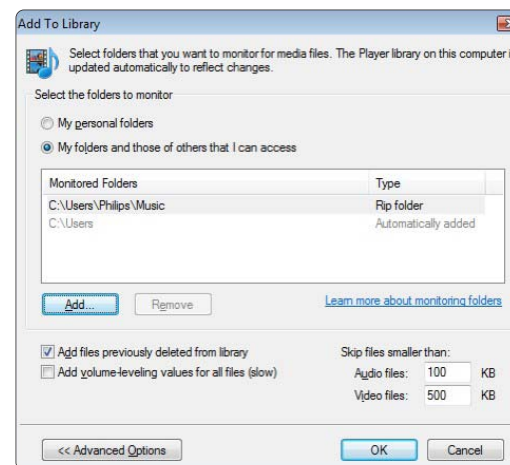 Add To Library
Select folders that you want to monitor for media files. The Player library on this computer
updated automatically to reflect changes.
Select the folders to monitor
My personal folders
My folders and those of others that I can access
Monitored Folders Type
C:\Users\Philips\Music Rip folder
C:\Users Automatically added
Add... Remove Learn more about monitoring folders
Add files previously deleted from library Skip files smaller than:
Add volume-leveling values for all files (slow) Audio files: 100 KB
Video files: 500 KB
<< Advanced Options OK Cancel